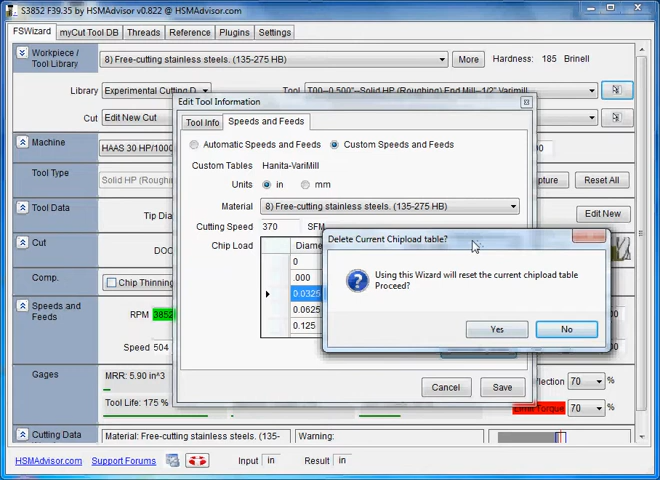 S3852 F39.35 by HSMAdvisor v0.822 @ HSMAdvisor.com
FSWizard myCut Tool DB Threads Reference Plugins Settings
Workpiece / Tool Library
8) Free-cutting stainless steels. (135-275 HB)
More
Hardness: 185 Brinell
Library Experimental Cutting D
Tool T00--0.500"--Solid HP (Roughing) End Mill--1/2" Varimill
Cut Edit New Cut
Machine
HAAS 30HP/1000
00
Tool Type
Solid HP (Roughin
pture
Reset All
Tool Data
Tip Dia
Edit New
Cut
DOC
Comp.
Chip Thinning
Speeds and Feeds
RPM 3852
Speed 504
Gages
MRR: 5.90 in^3
Tool Life: 175 %
eflection 70 %
Limit Torque 70 %
Cutting Data
Material: Free-cutting stainless steels. (135-
Warning:
HSMAdvisor.com Support Forums
Input in Result in
Edit Tool Information
Tool Info Speeds and Feeds
Automatic Speeds and Feeds Custom Speeds and Feeds
Custom Tables Hanita-VariMill
Units in mm
Material 8) Free-cutting stainless steels. (135-275 HB)
Cutting Speed 370 SFM
Chip Load
Diame
0
.000
0.0325
0.0625
0.125
Cancel Save
Delete Current Chipload table?
Using this Wizard will reset the current chipload table
Proceed?
Yes No